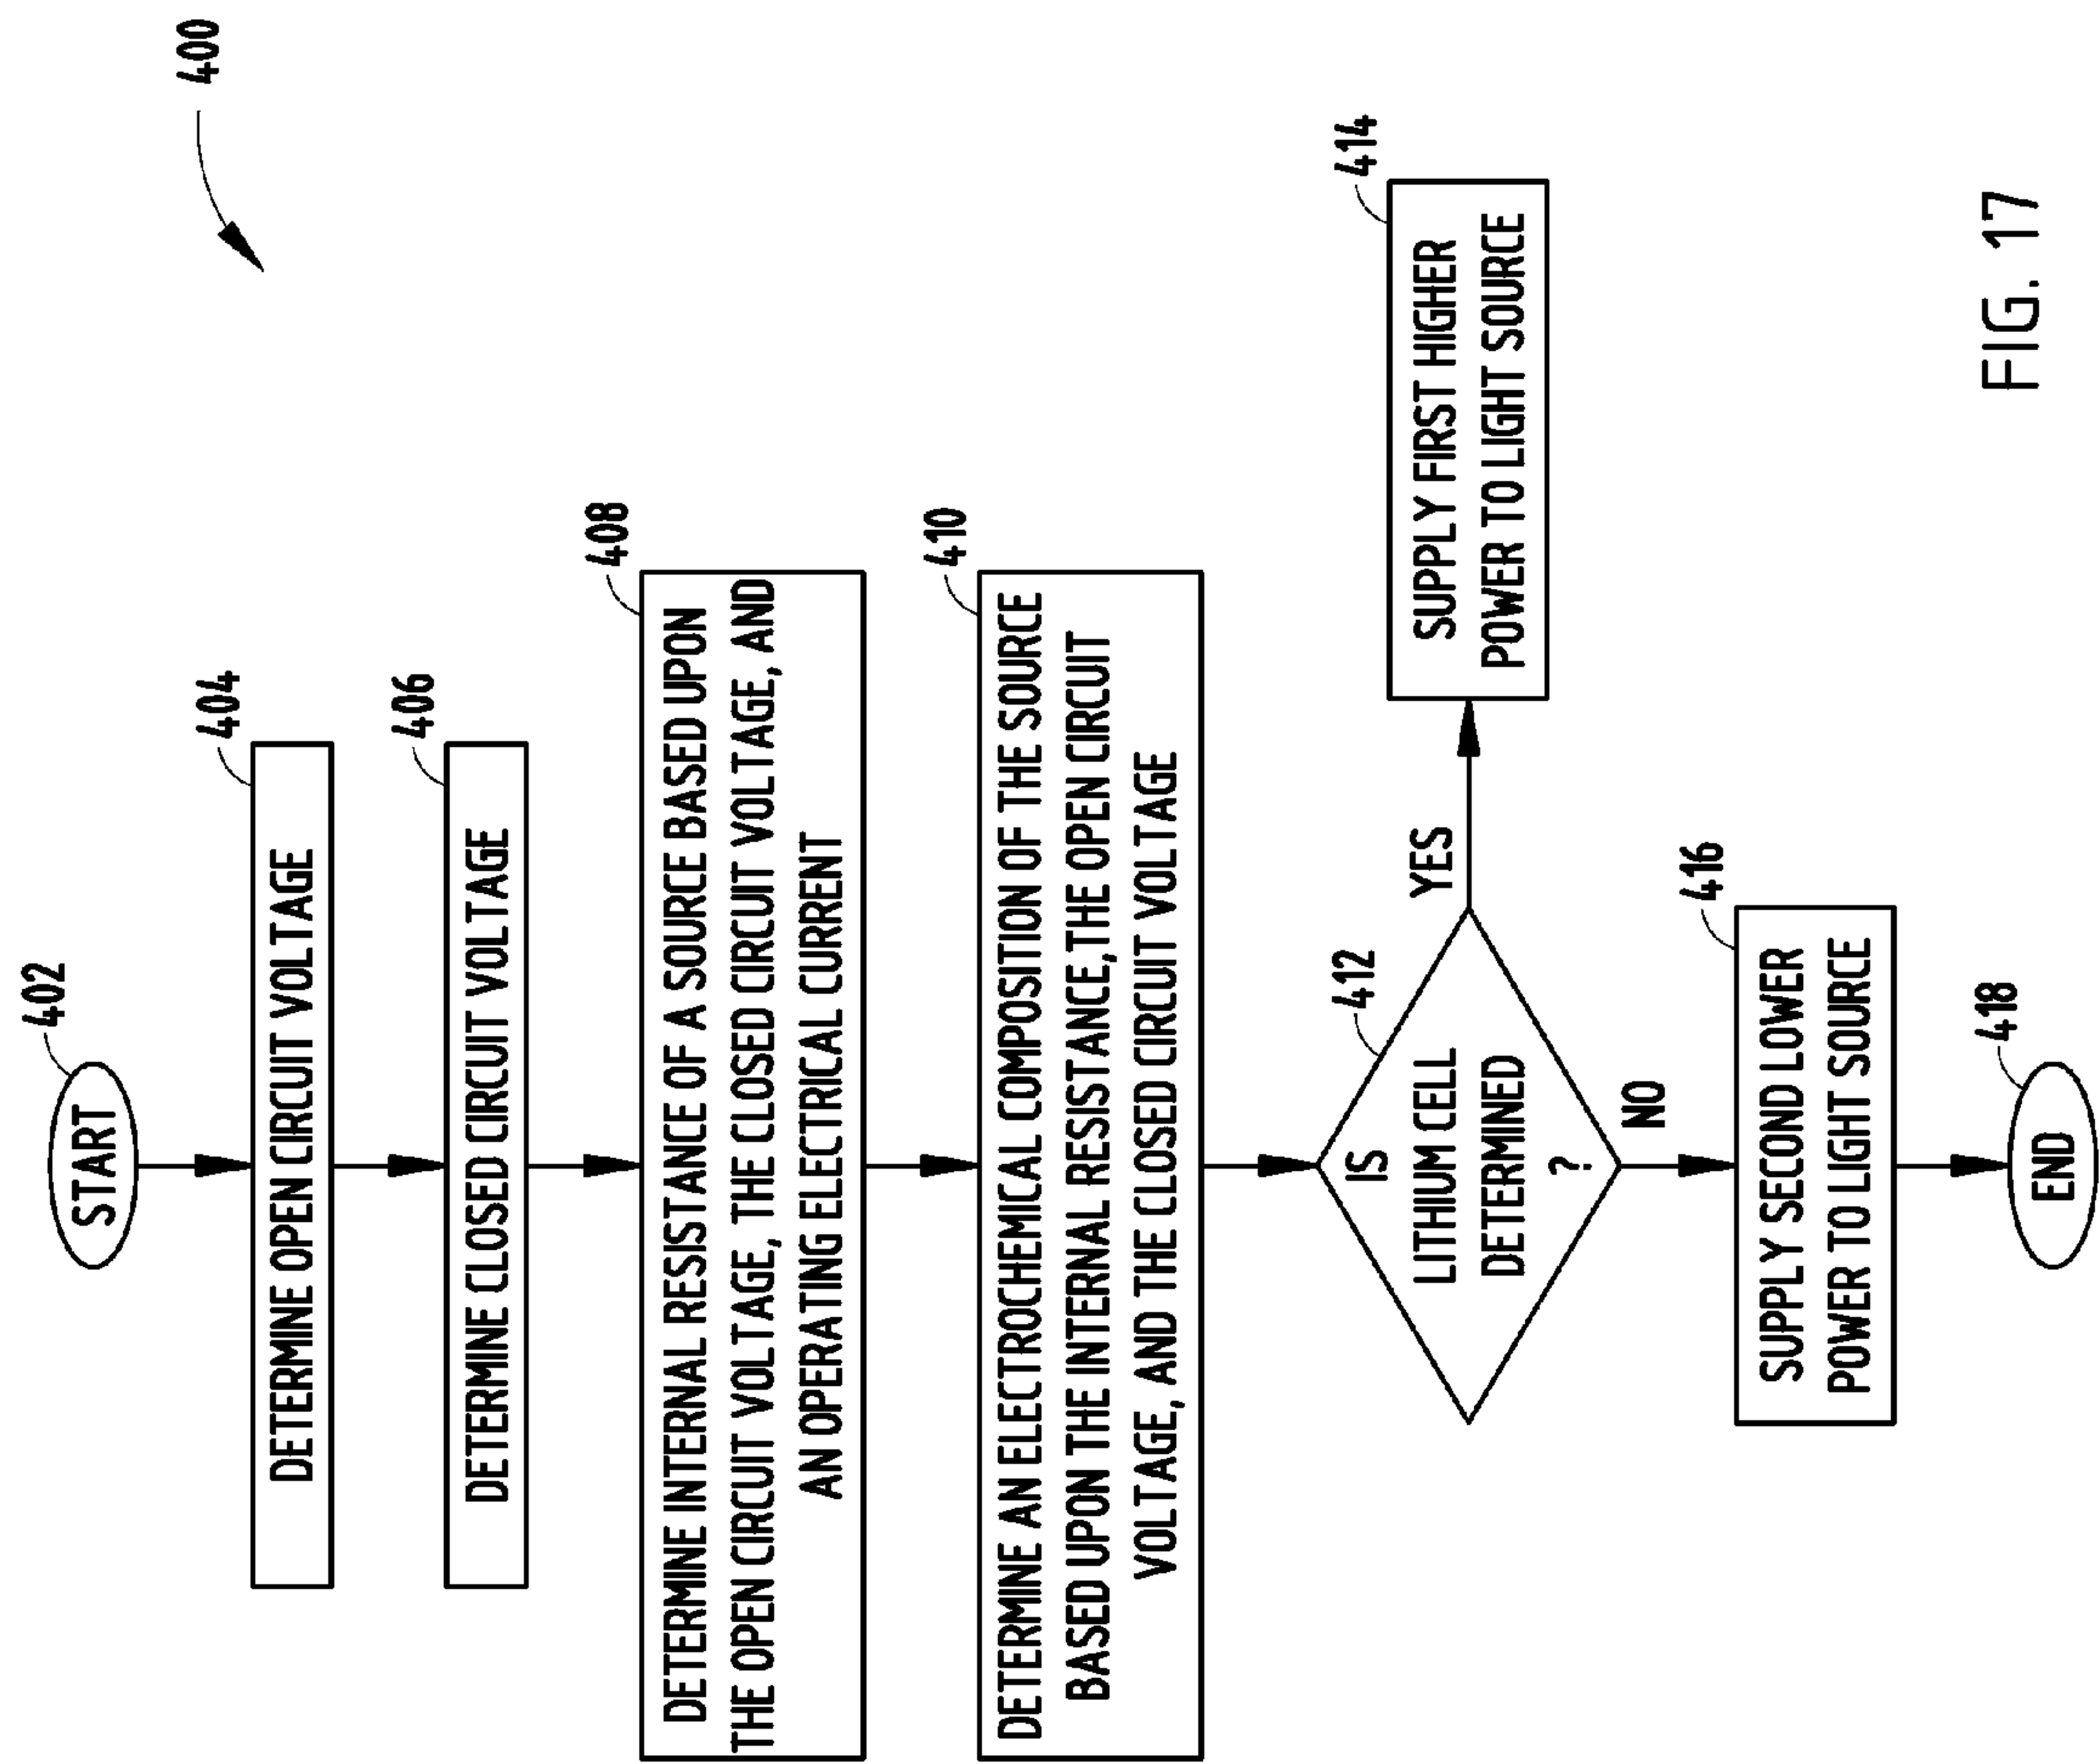 400
402
START
404
DETERMINE OPEN CIRCUIT VOLTAGE
406
DETERMINE CLOSED CIRCUIT VOLTAGE
408
DETERMINE INTERNAL RESISTANCE OF A SOURCE BASED UPON
THE OPEN CIRCUIT VOLTAGE, THE CLOSED CIRCUIT VOLTAGE, AND
AN OPERATING ELECTRICAL CURRENT
410
DETERMINE AN ELECTROCHEMICAL COMPOSITION OF THE SOURCE
BASED UPON THE INTERNAL RESISTANCE, THE OPEN CIRCUIT
VOLTAGE, AND THE CLOSED CIRCUIT VOLTAGE
412
IS
LITHIUM CELL
DETERMINED
?
YES
414
SUPPLY FIRST HIGHER
POWER TO LIGHT SOURCE
NO
416
SUPPLY SECOND LOWER
POWER TO LIGHT SOURCE
418
END
FIG. 17